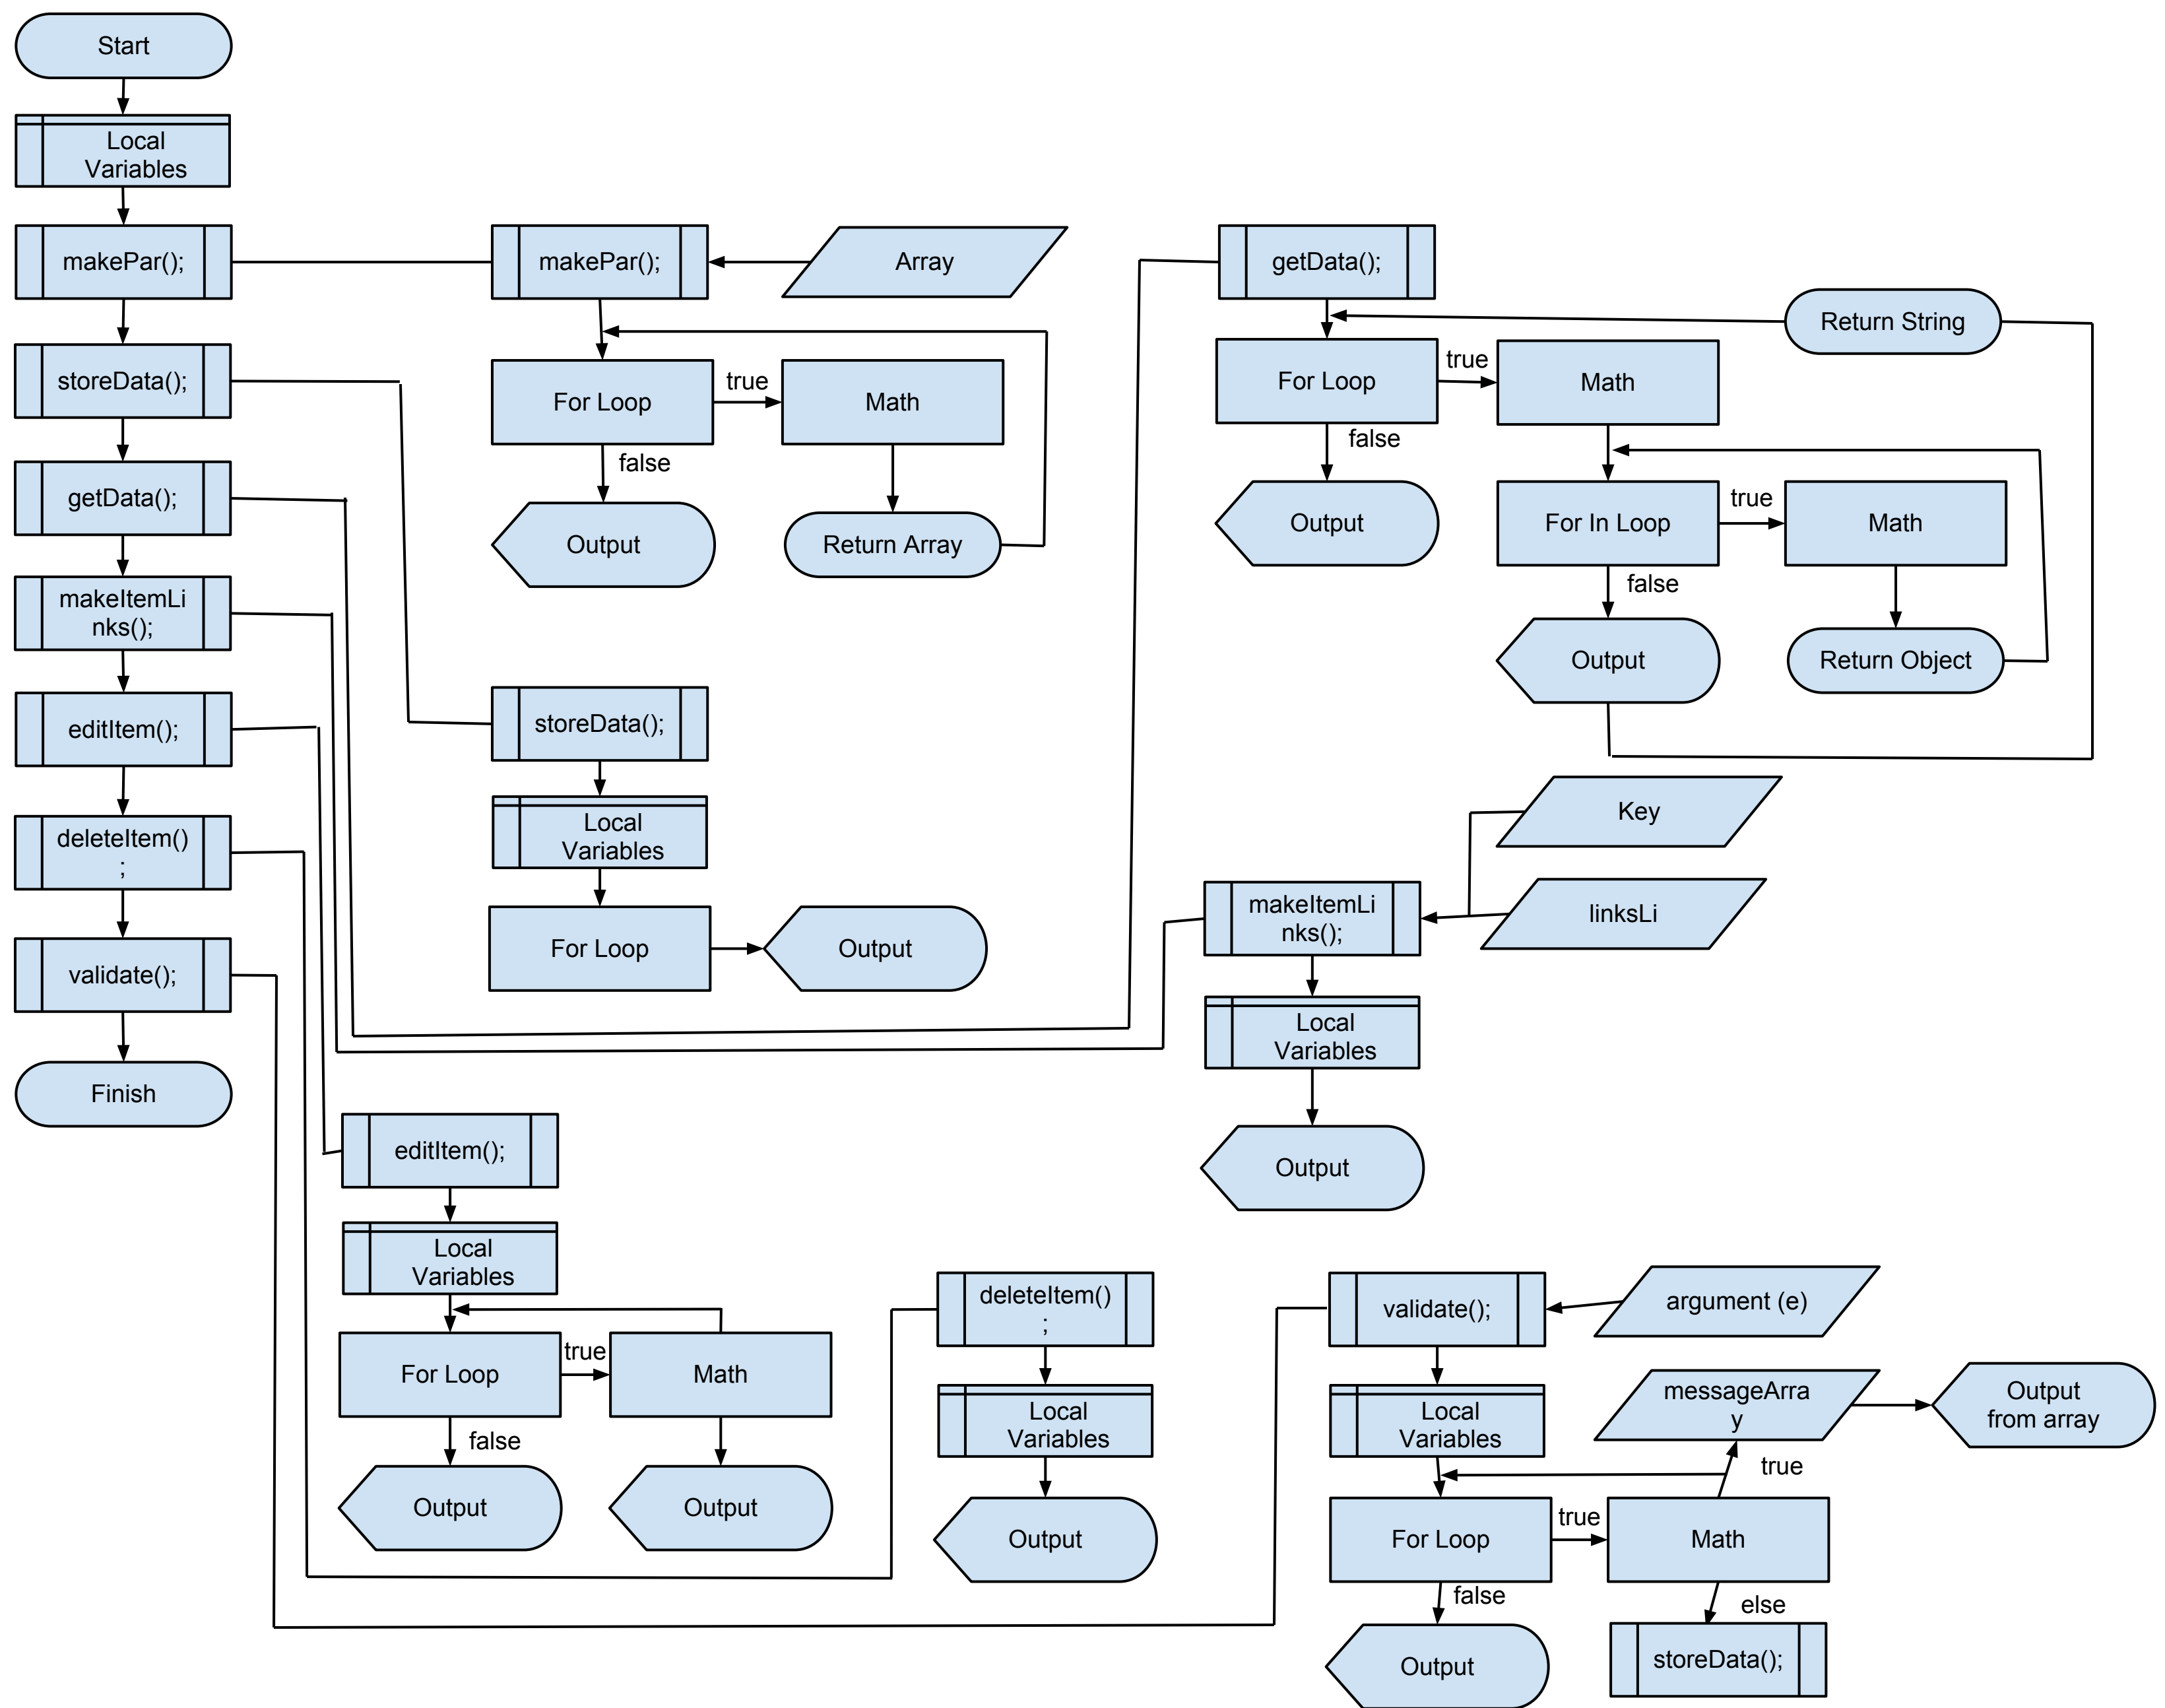 Start
Local
Variables
makePar();
storeData();
getData();
makeItemLi
nks();
editItem();
deleteItem()
;
validate();
Finish
makePar();
Array
For Loop
true
Math
false
Output
Return Array
storeData();
Local
Variables
For Loop
Output
getData();
Return String
For Loop
true
Math
false
Output
For In Loop
true
Math
false
Output
Return Object
Key
linksLi
makeItemLi
nks();
Local
Variables
Output
editItem();
Local
Variables
For Loop
true
Math
false
Output
Output
deleteItem()
;
Local
Variables
Output
validate();
argument (e)
Local
Variables
messageArra
y
Output
from array
true
For Loop
true
Math
false
else
Output
storeData();